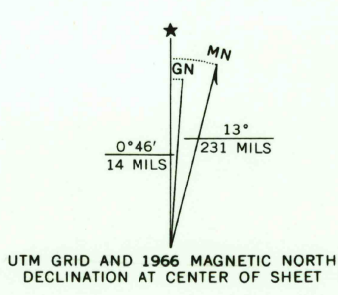 ★
MN
GN
0°46′
14 MILS
13°
231 MILS
UTM GRID AND 1966 MAGNETIC NORTH
DECLINATION AT CENTER OF SHEET